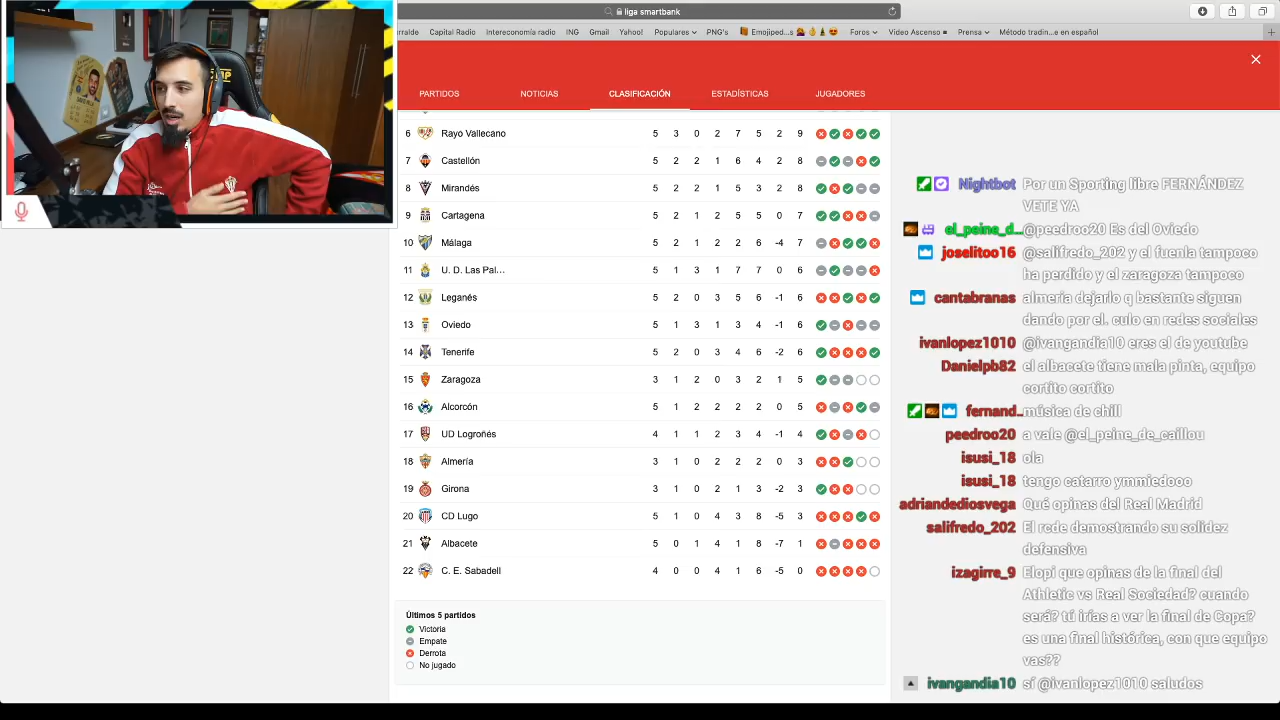 liga smartbank
rralde Capital Radio Intereconomía radio ING Gmail Yahoo! Populares PNG's Emojiped... Foros Vídeo Ascenso Prensa Método tradin...e en español
PARTIDOS NOTICIAS CLASIFICACIÓN ESTADÍSTICAS JUGADORES
6 Rayo Vallecano 5 3 0 2 7 5 2 9
7 Castellón 5 2 2 1 6 4 2 8
8 Mirandés 5 2 2 1 5 3 2 8
9 Cartagena 5 2 1 2 5 5 0 7
10 Málaga 5 2 1 2 2 6 -4 7
11 U. D. Las Pal... 5 1 3 1 7 7 0 6
12 Leganés 5 2 0 3 5 6 -1 6
13 Oviedo 5 1 3 1 3 4 -1 6
14 Tenerife 5 2 0 3 4 6 -2 6
15 Zaragoza 3 1 2 0 3 2 1 5
16 Alcorcón 5 1 2 2 2 2 0 5
17 UD Logroñés 4 1 1 2 3 4 -1 4
18 Almería 3 1 0 2 2 2 0 3
19 Girona 3 1 0 2 1 3 -2 3
20 CD Lugo 5 1 0 4 3 8 -5 3
21 Albacete 5 0 1 4 1 8 -7 1
22 C. E. Sabadell 4 0 0 4 1 6 -5 0
Últimos 5 partidos
Victoria
Empate
Derrota
No jugado
Nightbot Por un Sporting libre FERNÁNDEZ
VETE YA
el_peine_d... @peedroo20 Es del Oviedo
joselitoo16 @salifredo_202 y el fuenla tampoco
ha perdido y el zaragoza tampoco
cantabranas almeria dejarlo q bastante siguen
dando por el. culo en redes sociales
ivanlopez1010 @ivangandia10 eres el de youtube
Danielpb82 el albacete tiene mala pinta, equipo
cortito cortito
fernand... música de chill
peedroo20 a vale @el_peine_de_caillou
isusi_18 ola
isusi_18 tengo catarro ymmiedooo
adriandediosvega Qué opinas del Real Madrid
salifredo_202 El rcde demostrando su solidez
defensiva
izagirre_9 Elopi que opinas de la final del
Athletic vs Real Sociedad? cuando
será? tú irías a ver la final de Copa?
es una final histórica, con que equipo
vas??
ivangandia10 sí @ivanlopez1010 saludos